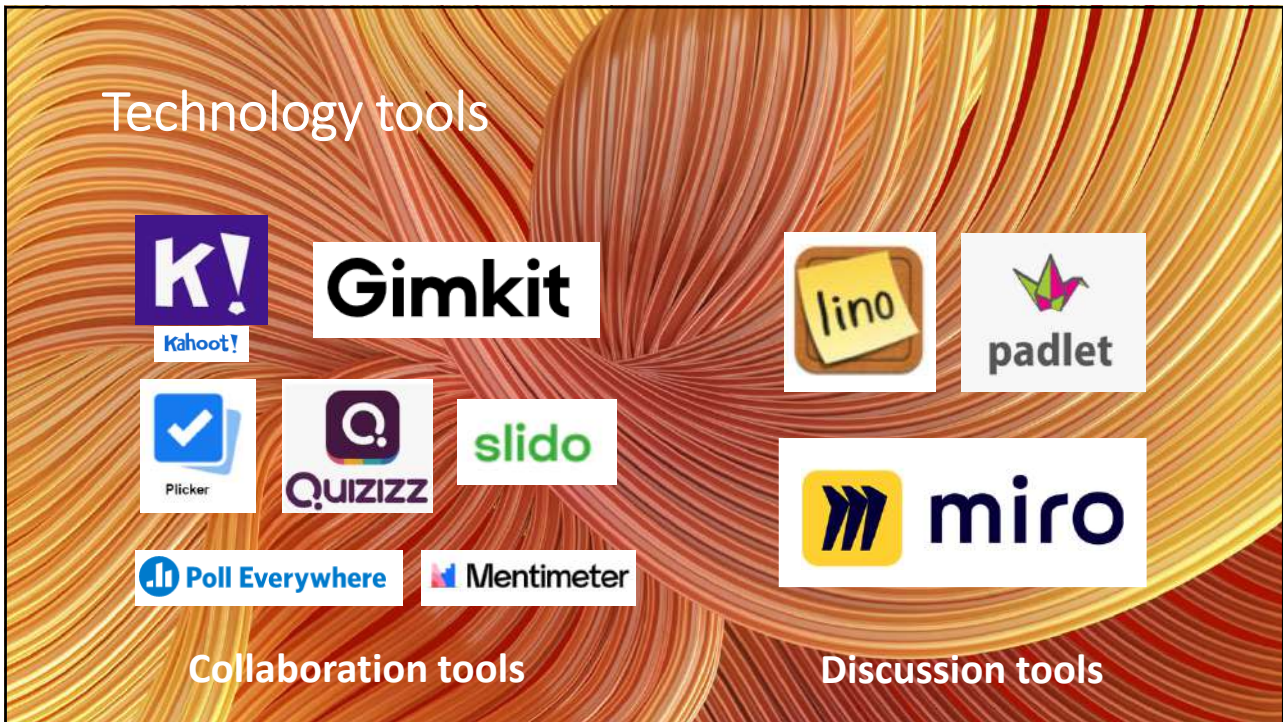 Technology tools
K!
Kahoot!
Gimkit
Plicker
Q.
Quizizz
slido
Poll Everywhere
Mentimeter
Collaboration tools
lino
padlet
miro
Discussion tools